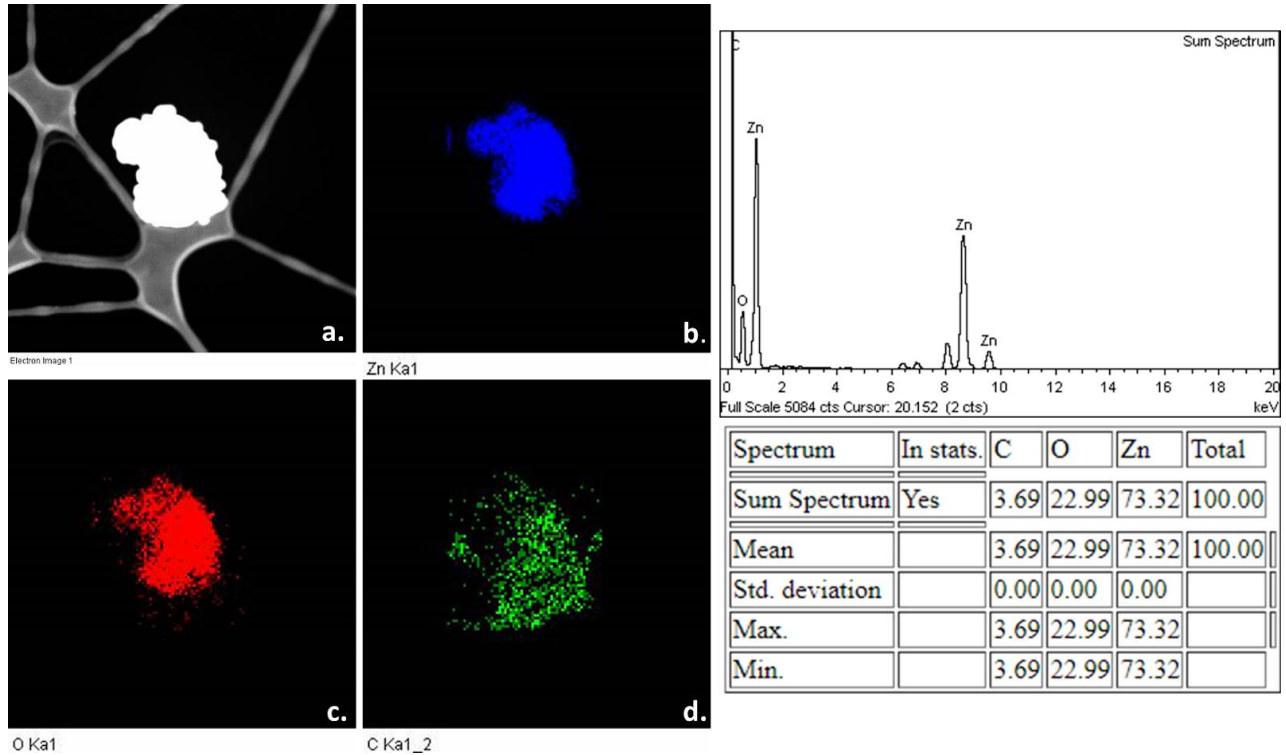 a.
Electron Image 1
b.
Zn Ka1
c.
O Ka1
d.
C Ka1_2
Sum Spectrum
C
Zn
O
Zn
Zn
0 2 4 6 8 10 12 14 16 18 20
Full Scale 5084 cts Cursor: 20.152 (2 cts) keV
Spectrum In stats. C O Zn Total
Sum Spectrum Yes 3.69 22.99 73.32 100.00
Mean 3.69 22.99 73.32 100.00
Std. deviation 0.00 0.00 0.00
Max. 3.69 22.99 73.32
Min. 3.69 22.99 73.32